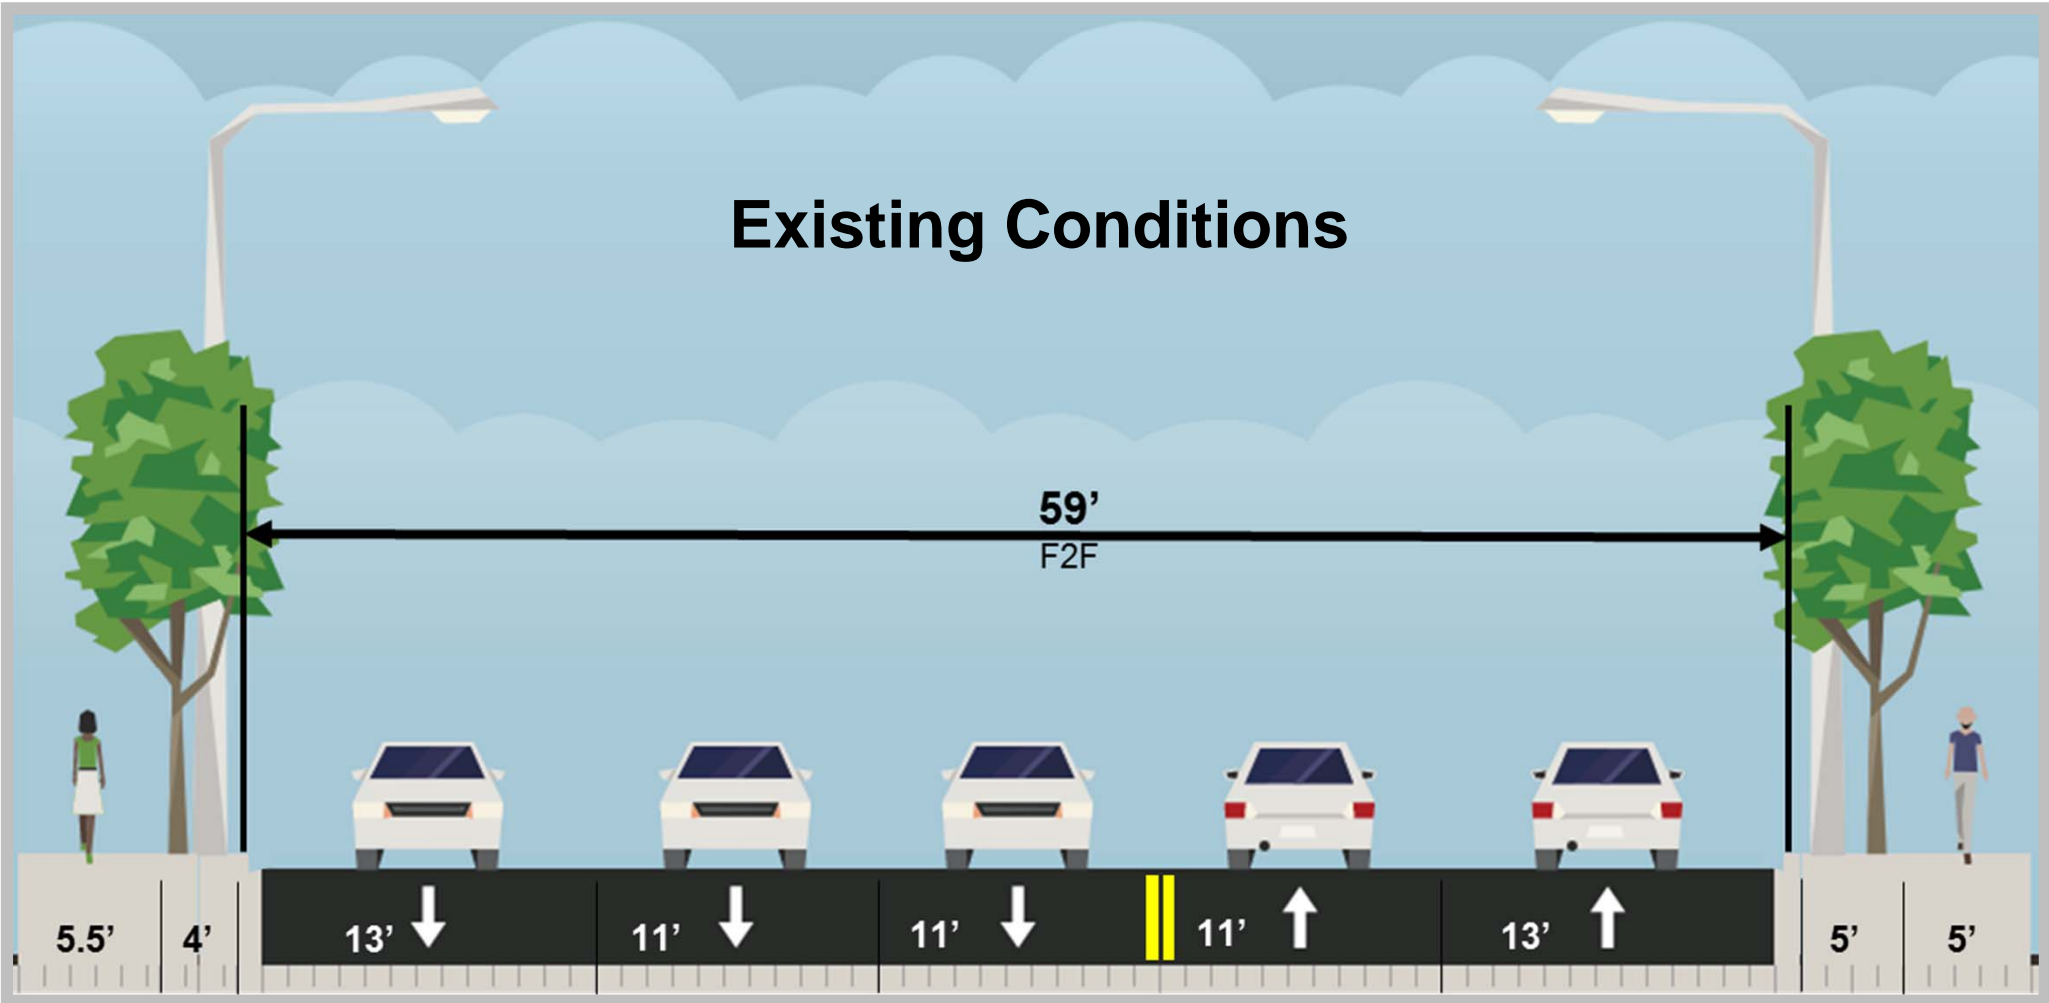 Existing Conditions
59’
F2F
5.5’ 4’ 13’ 11’ 11’ 11’ 13’ 5’ 5’